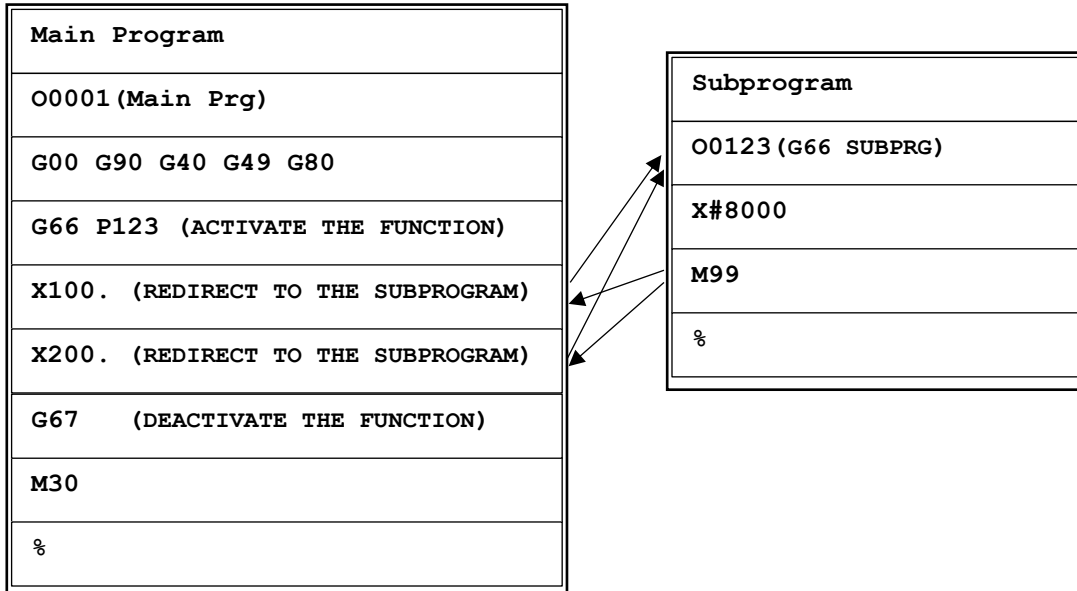 Main Program
O0001(Main Prg)
G00 G90 G40 G49 G80
G66 P123 (ACTIVATE THE FUNCTION)
X100. (REDIRECT TO THE SUBPROGRAM)
X200. (REDIRECT TO THE SUBPROGRAM)
G67 (DEACTIVATE THE FUNCTION)
M30
%
Subprogram
O0123(G66 SUBPRG)
X#8000
M99
%